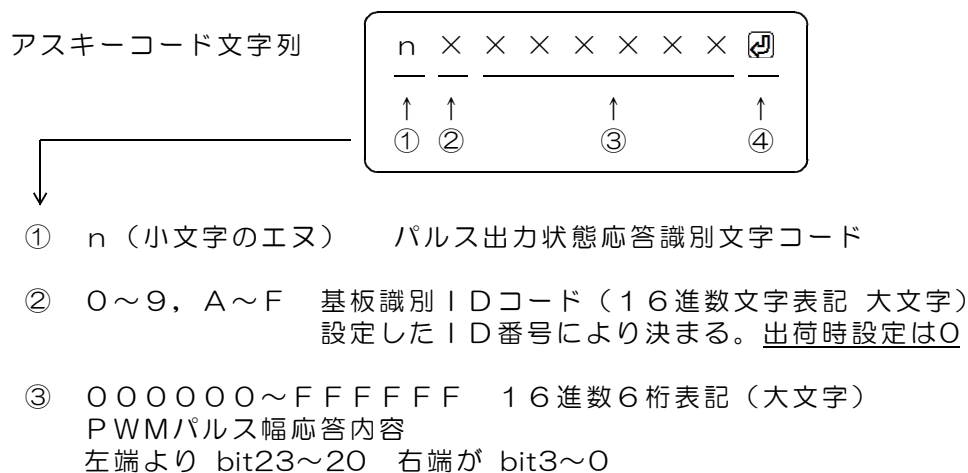 アスキーコード文字列 n × × × × × × × ⏎
↑ ↑ ↑ ↑
① ② ③ ④
① n(小文字のエヌ) パルス出力状態応答識別文字コード
② 0~9,A~F 基板識別IDコード(16進数文字表記 大文字)
設定したID番号により決まる。出荷時設定は0
③ 000000~FFFFFF 16進数6桁表記(大文字)
PWMパルス幅応答内容
左端より bit23~20 右端が bit3~0